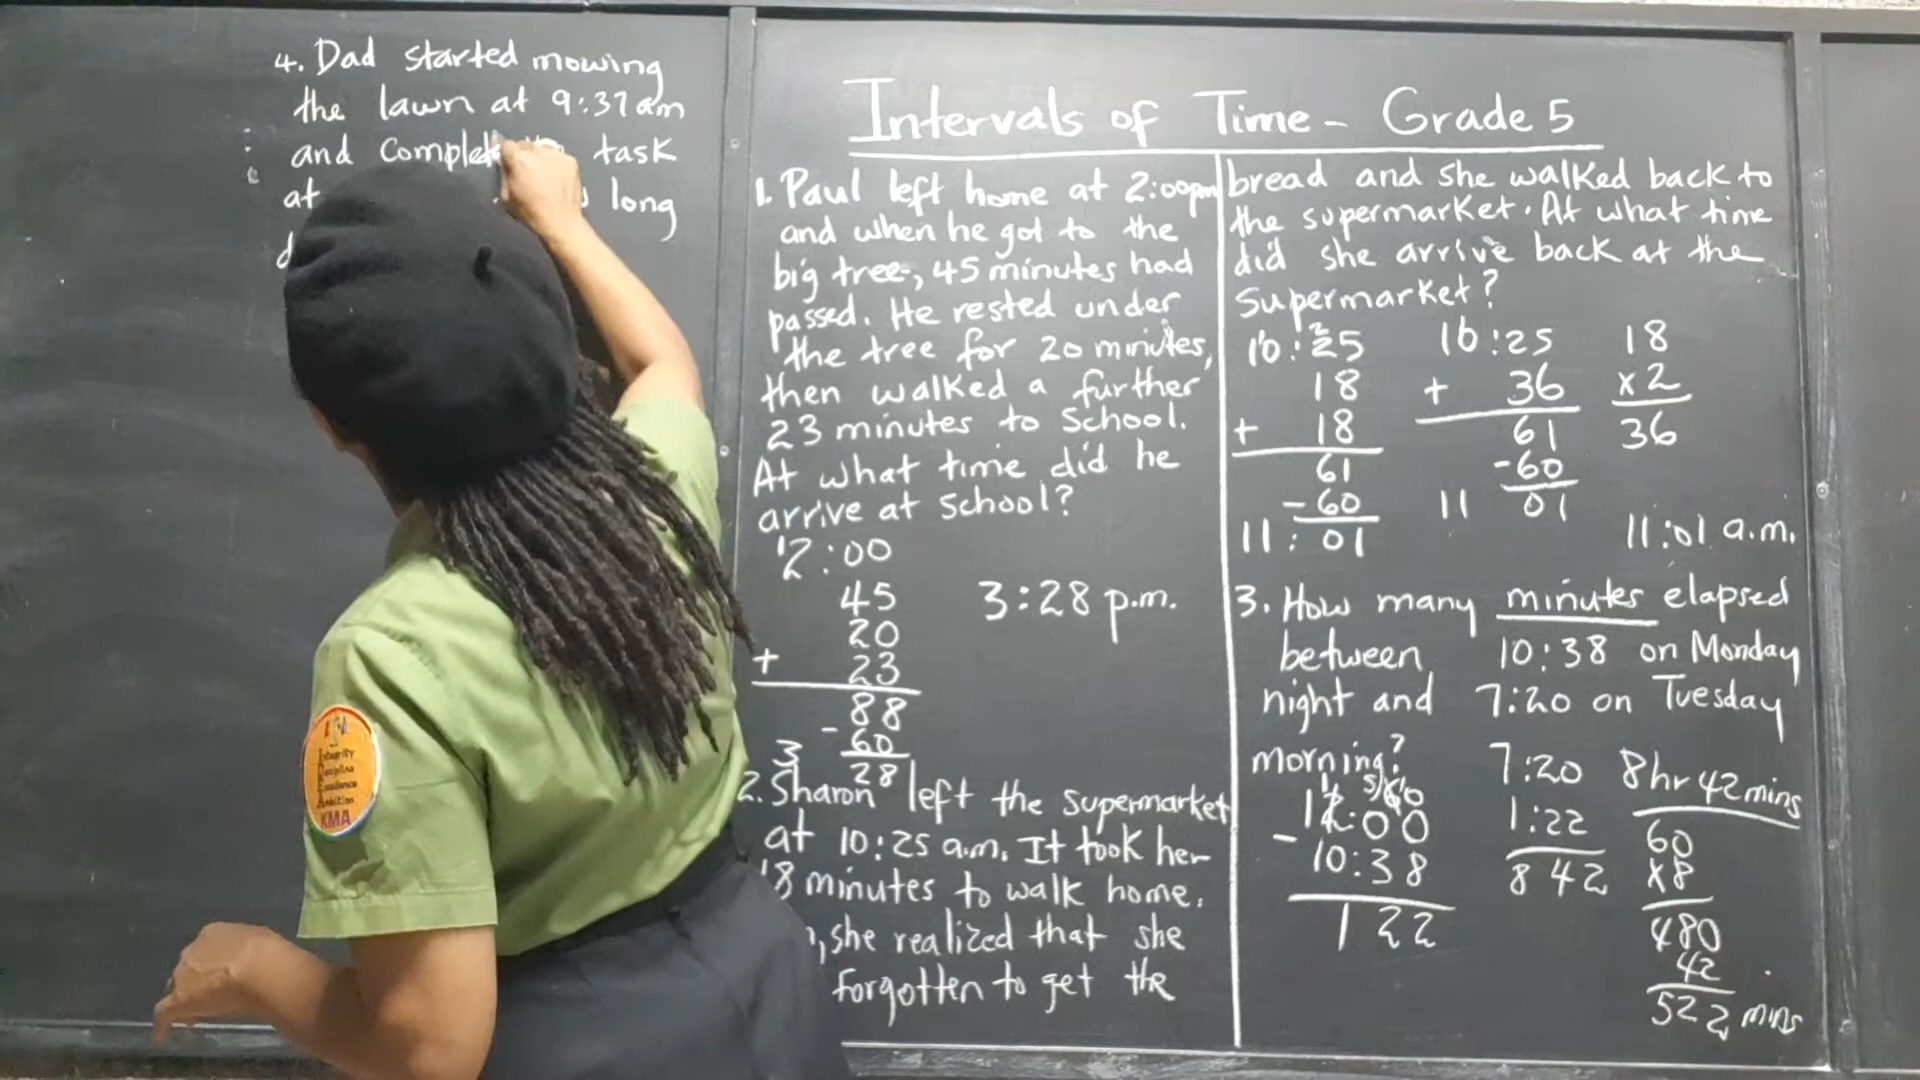 4. Dad started mowing
the lawn at 9:37am
and task
at long
Intervals of Time - Grade 5
1. Paul left home at 2:00pm
and when he got to the
big tree, 45 minutes had
passed. He rested under
the tree for 20 minutes,
then walked a further
23 minutes to School.
At what time did he
arrive at School?
2:00
45
20
+ 23
88
- 60
3 28
3:28 p.m.
2. Sharon left the supermarket
at 10:25 a.m. It took her
18 minutes to walk home.
she realized that she
forgotten to get the
bread and she walked back to
the supermarket. At what time
did she arrive back at the
supermarket?
10:25
18
+ 18
61
- 60
11: 01
10:25
+ 36
61
-60
11 01
18
x2
36
11:01 a.m.
3. How many minutes elapsed
between 10:38 on Monday
night and 7:20 on Tuesday
morning?
12:00
- 10:38
1 22
7:20
1:22
8 42
8hr 42mins
60
x8
480
42
522 mins
Integrity
Discipline
Excellence
Ambition
KMA